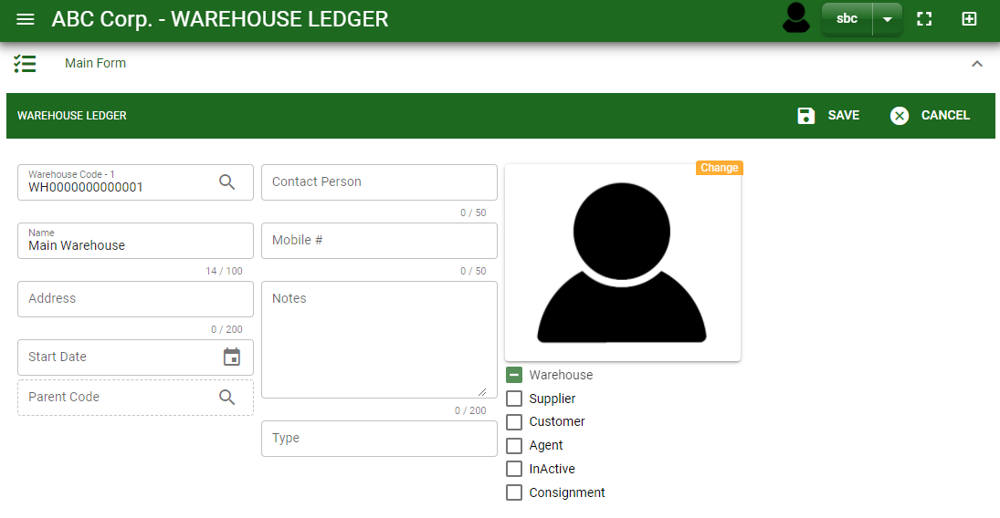 ABC Corp. - WAREHOUSE LEDGER
sbc
Main Form
WAREHOUSE LEDGER
SAVE
CANCEL
Warehouse Code - 1
WH0000000000001
Name
Main Warehouse
14 / 100
Address
0 / 200
Start Date
Parent Code
Contact Person
0 / 50
Mobile #
0 / 50
Notes
0 / 200
Type
Change
Warehouse
Supplier
Customer
Agent
InActive
Consignment